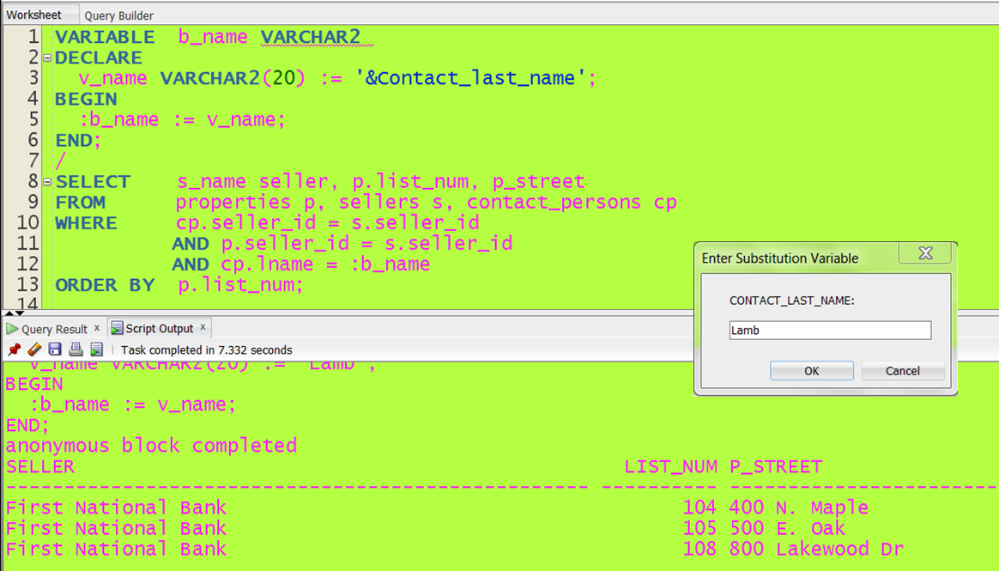 Worksheet Query Builder
1 VARIABLE b_name VARCHAR2
2 DECLARE
3 v_name VARCHAR2(20) := '&Contact_last_name';
4 BEGIN
5 :b_name := v_name;
6 END;
7 /
8 SELECT s_name seller, p.list_num, p_street
9 FROM properties p, sellers s, contact_persons cp
10 WHERE cp.seller_id = s.seller_id
11 AND p.seller_id = s.seller_id
12 AND cp.lname = :b_name
13 ORDER BY p.list_num;
14
Enter Substitution Variable X
CONTACT_LAST_NAME:
Lamb
OK Cancel
Query Result x Script Output x
Task completed in 7.332 seconds
v_name VARCHAR2(20) := 'Lamb';
BEGIN
:b_name := v_name;
END;
anonymous block completed
SELLER LIST_NUM P_STREET
-------------------------------------------------- ---------- -----------------------
First National Bank 104 400 N. Maple
First National Bank 105 500 E. Oak
First National Bank 108 800 Lakewood Dr